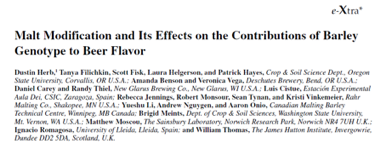 e-Xtra*
Malt Modification and Its Effects on the Contributions of Barley
Genotype to Beer Flavor
Dustin Herb,¹ Tanya Filichkin, Scott Fisk, Laura Helgerson, and Patrick Hayes, Crop & Soil Science Dept., Oregon
State University, Corvallis, OR U.S.A.; Amanda Benson and Veronica Vega, Deschutes Brewery, Bend, OR U.S.A.;
Daniel Carey and Randy Thiel, New Glarus Brewing Co., New Glarus, WI U.S.A.; Luis Cistue, Estación Experimental
Aula Dei, CSIC, Zaragoza, Spain; Rebecca Jennings, Robert Monsour, Sean Tynan, and Kristi Vinkemeier, Rahr
Malting Co., Shakopee, MN U.S.A.; Yueshu Li, Andrew Nguygen, and Aaron Onio, Canadian Malting Barley
Technical Centre, Winnipeg, MB Canada; Brigid Meints, Dept. of Crop & Soil Sciences, Washington State University,
Mt. Vernon, WA U.S.A.; Matthew Moscou, The Sainsbury Laboratory, Norwich Research Park, Norwich NR4 7UH U.K.;
Ignacio Romagosa, University of Lleida, Lleida, Spain; and William Thomas, The James Hutton Institute, Invergowrie,
Dundee DD2 5DA, Scotland, U.K.